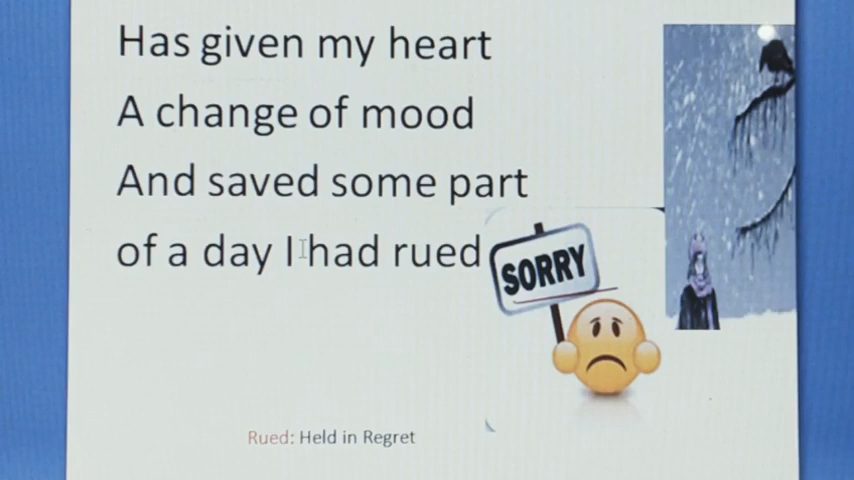 Has given my heart
A change of mood
And saved some part
of a day I had rued
SORRY
Rued: Held in Regret